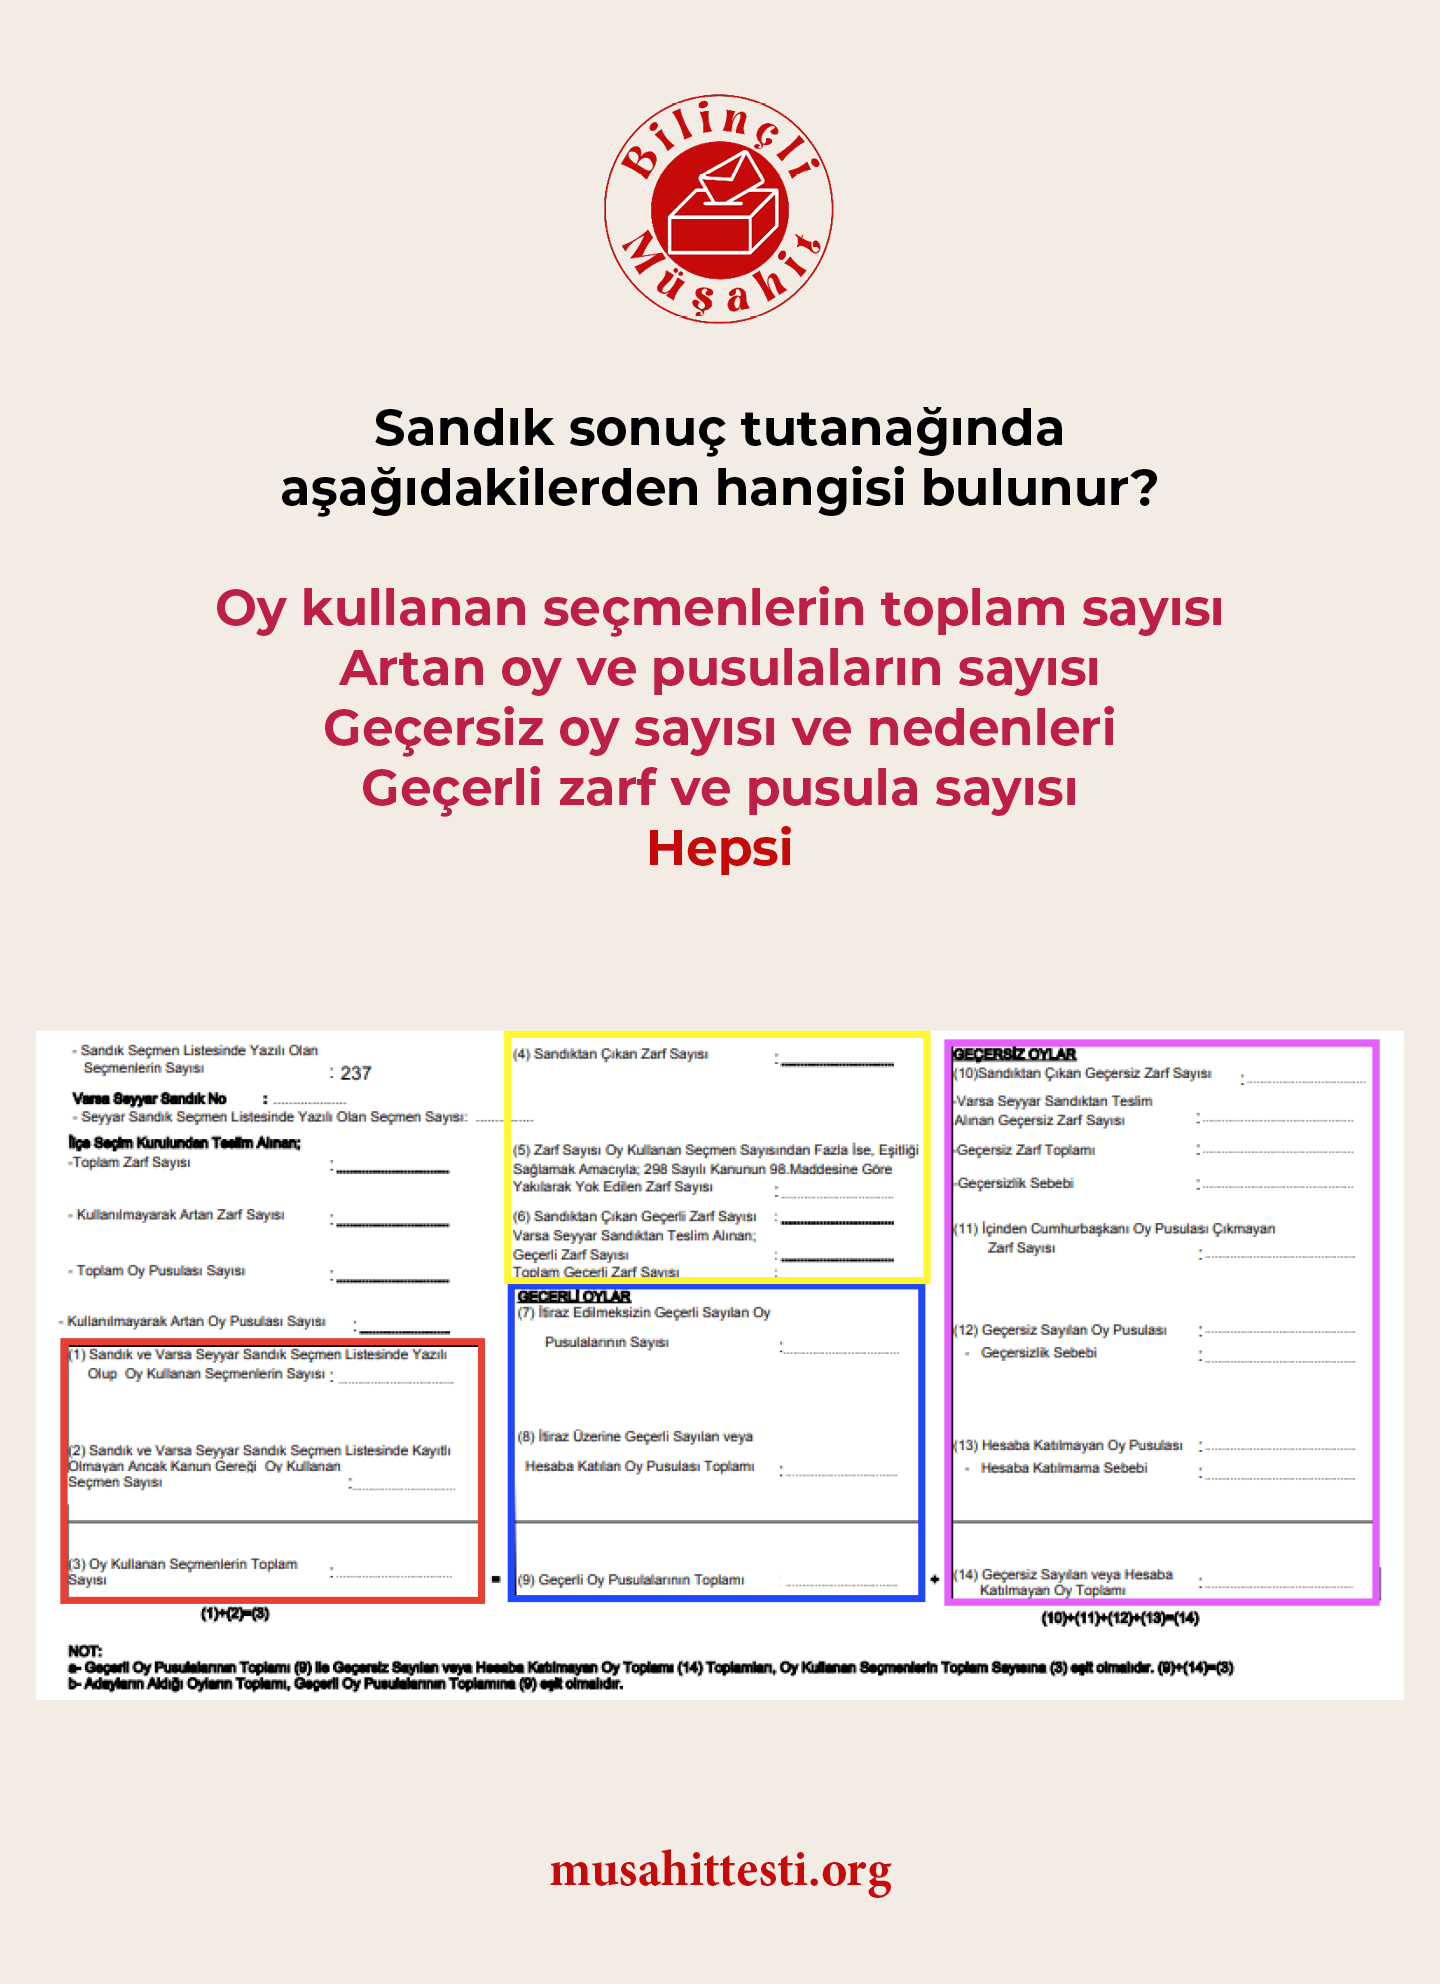 Bilinçli
Müşahit
Sandık sonuç tutanağında
aşağıdakilerden hangisi bulunur?
Oy kullanan seçmenlerin toplam sayısı
Artan oy ve pusulaların sayısı
Geçersiz oy sayısı ve nedenleri
Geçerli zarf ve pusula sayısı
Hepsi
- Sandık Seçmen Listesinde Yazılı Olan
Seçmenlerin Sayısı : 237
Varsa Seyyar Sandık No :
- Seyyar Sandık Seçmen Listesinde Yazılı Olan Seçmen Sayısı:
İlçe Seçim Kurulundan Teslim Alınan;
-Toplam Zarf Sayısı :
- Kullanılmayarak Artan Zarf Sayısı :
- Toplam Oy Pusulası Sayısı :
- Kullanılmayarak Artan Oy Pusulası Sayısı :
(1) Sandık ve Varsa Seyyar Sandık Seçmen Listesinde Yazılı
Olup Oy Kullanan Seçmenlerin Sayısı :
(2) Sandık ve Varsa Seyyar Sandık Seçmen Listesinde Kayıtlı
Olmayan Ancak Kanun Gereği Oy Kullanan
Seçmen Sayısı :
(3) Oy Kullanan Seçmenlerin Toplam :
Sayısı
(1)+(2)=(3)
(4) Sandıktan Çıkan Zarf Sayısı :
(5) Zarf Sayısı Oy Kullanan Seçmen Sayısından Fazla İse, Eşitliği
Sağlamak Amacıyla; 298 Sayılı Kanunun 98.Maddesine Göre
Yakılarak Yok Edilen Zarf Sayısı :
(6) Sandıktan Çıkan Geçerli Zarf Sayısı :
Varsa Seyyar Sandıktan Teslim Alınan;
Geçerli Zarf Sayısı :
Toplam Geçerli Zarf Sayısı :
GEÇERLİ OYLAR
(7) İtiraz Edilmeksizin Geçerli Sayılan Oy
Pusulalarının Sayısı :
(8) İtiraz Üzerine Geçerli Sayılan veya
Hesaba Katılan Oy Pusulası Toplamı :
= (9) Geçerli Oy Pusulalarının Toplamı
GEÇERSİZ OYLAR
(10)Sandıktan Çıkan Geçersiz Zarf Sayısı :
-Varsa Seyyar Sandıktan Teslim
Alınan Geçersiz Zarf Sayısı :
-Geçersiz Zarf Toplamı :
-Geçersizlik Sebebi :
(11) İçinden Cumhurbaşkanı Oy Pusulası Çıkmayan
Zarf Sayısı :
(12) Geçersiz Sayılan Oy Pusulası :
- Geçersizlik Sebebi :
(13) Hesaba Katılmayan Oy Pusulası :
- Hesaba Katılmama Sebebi :
+ (14) Geçersiz Sayılan veya Hesaba :
Katılmayan Oy Toplamı
(10)+(11)+(12)+(13)=(14)
NOT:
a- Geçerli Oy Pusulalarının Toplamı (9) ile Geçersiz Sayılan veya Hesaba Katılmayan Oy Toplamı (14) Toplamları, Oy Kullanan Seçmenlerin Toplam Sayısına (3) eşit olmalıdır. (9)+(14)=(3)
b- Adayların Aldığı Oyların Toplamı, Geçerli Oy Pusulalarının Toplamına (9) eşit olmalıdır.
musahittesti.org